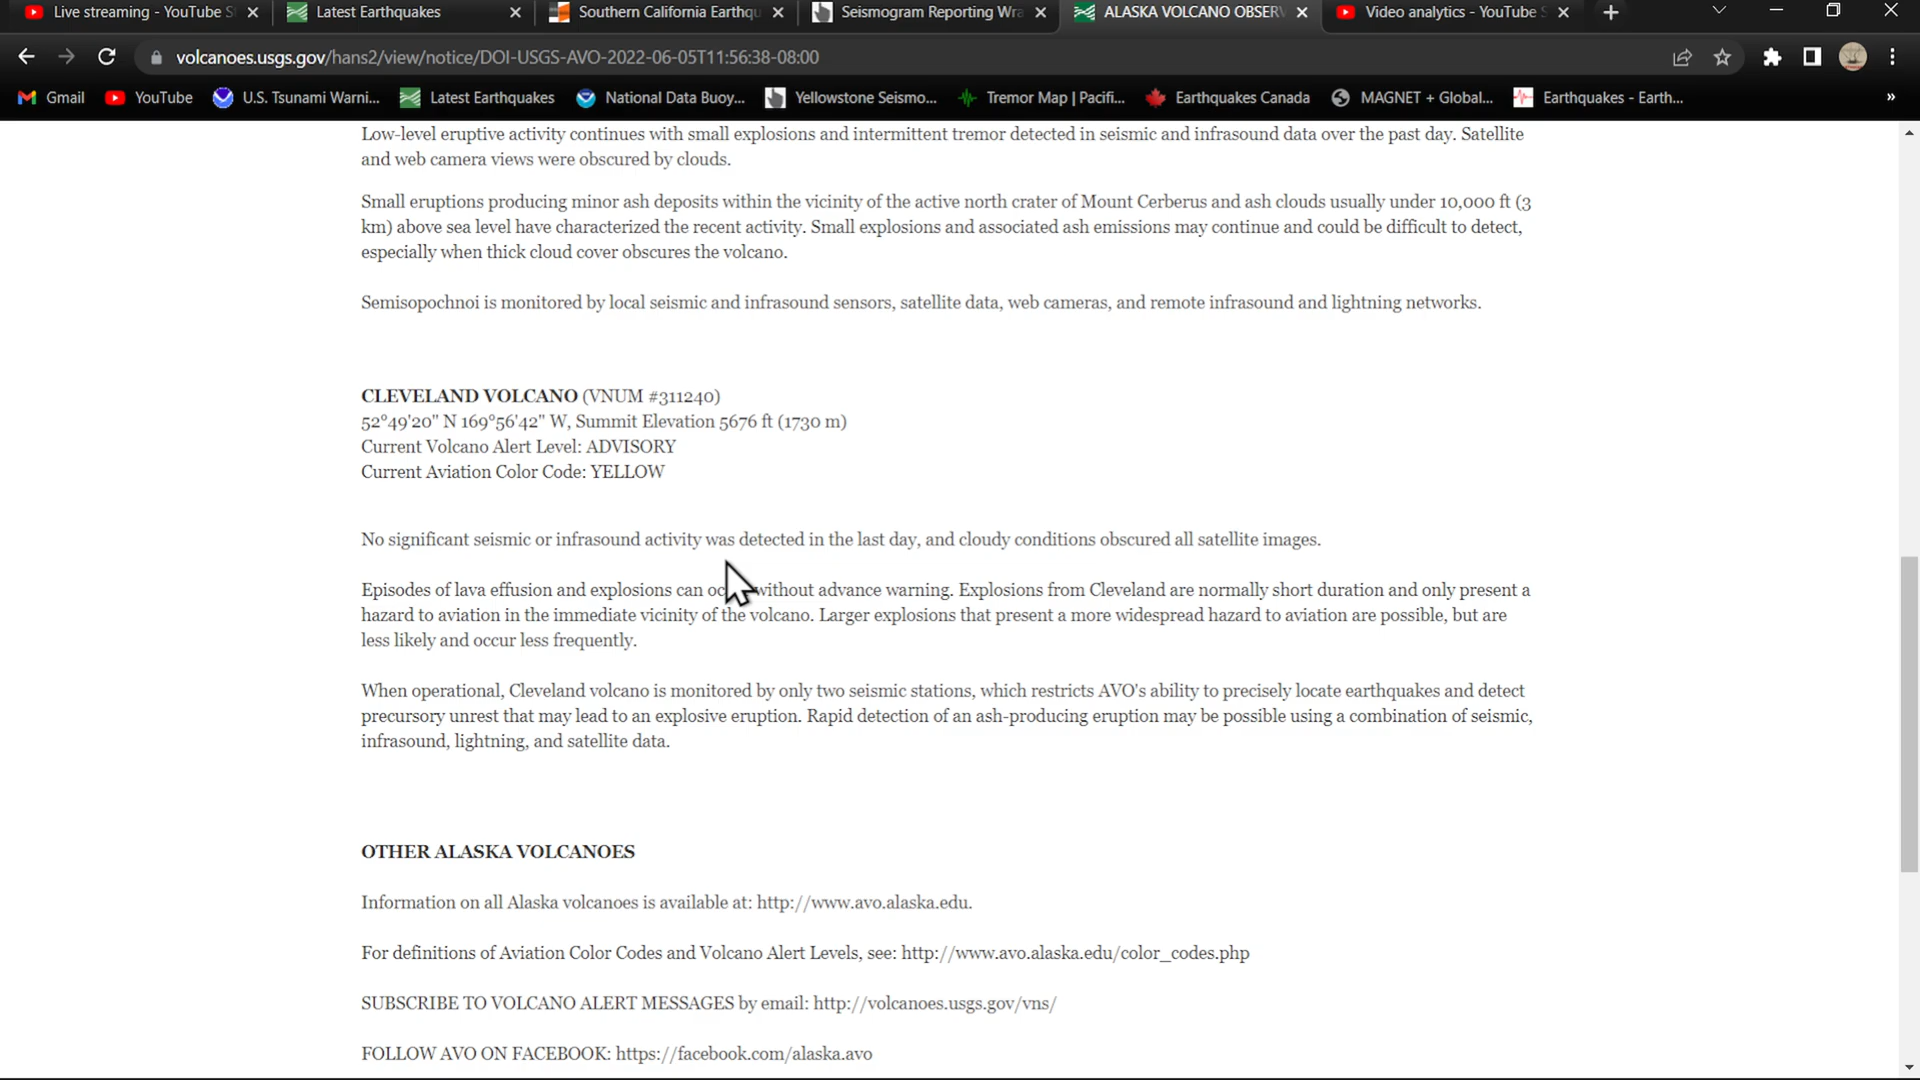 Live streaming - YouTube S
Latest Earthquakes
Southern California Earthqu
Seismogram Reporting Wra
ALASKA VOLCANO OBSER
Video analytics - YouTube S
volcanoes.usgs.gov/hans2/view/notice/DOI-USGS-AVO-2022-06-05T11:56:38-08:00
Gmail
YouTube
U.S. Tsunami Warni...
Latest Earthquakes
National Data Buoy...
Yellowstone Seismo...
Tremor Map | Pacifi...
Earthquakes Canada
MAGNET + Global...
Earthquakes - Earth...
»
Low-level eruptive activity continues with small explosions and intermittent tremor detected in seismic and infrasound data over the past day. Satellite
and web camera views were obscured by clouds.
Small eruptions producing minor ash deposits within the vicinity of the active north crater of Mount Cerberus and ash clouds usually under 10,000 ft (3
km) above sea level have characterized the recent activity. Small explosions and associated ash emissions may continue and could be difficult to detect,
especially when thick cloud cover obscures the volcano.
Semisopochnoi is monitored by local seismic and infrasound sensors, satellite data, web cameras, and remote infrasound and lightning networks.
CLEVELAND VOLCANO (VNUM #311240)
52°49'20" N 169°56'42" W, Summit Elevation 5676 ft (1730 m)
Current Volcano Alert Level: ADVISORY
Current Aviation Color Code: YELLOW
No significant seismic or infrasound activity was detected in the last day, and cloudy conditions obscured all satellite images.
Episodes of lava effusion and explosions can without advance warning. Explosions from Cleveland are normally short duration and only present a
hazard to aviation in the immediate vicinity of the volcano. Larger explosions that present a more widespread hazard to aviation are possible, but are
less likely and occur less frequently.
When operational, Cleveland volcano is monitored by only two seismic stations, which restricts AVO's ability to precisely locate earthquakes and detect
precursory unrest that may lead to an explosive eruption. Rapid detection of an ash-producing eruption may be possible using a combination of seismic,
infrasound, lightning, and satellite data.
OTHER ALASKA VOLCANOES
Information on all Alaska volcanoes is available at: http://www.avo.alaska.edu.
For definitions of Aviation Color Codes and Volcano Alert Levels, see: http://www.avo.alaska.edu/color_codes.php
SUBSCRIBE TO VOLCANO ALERT MESSAGES by email: http://volcanoes.usgs.gov/vns/
FOLLOW AVO ON FACEBOOK: https://facebook.com/alaska.avo